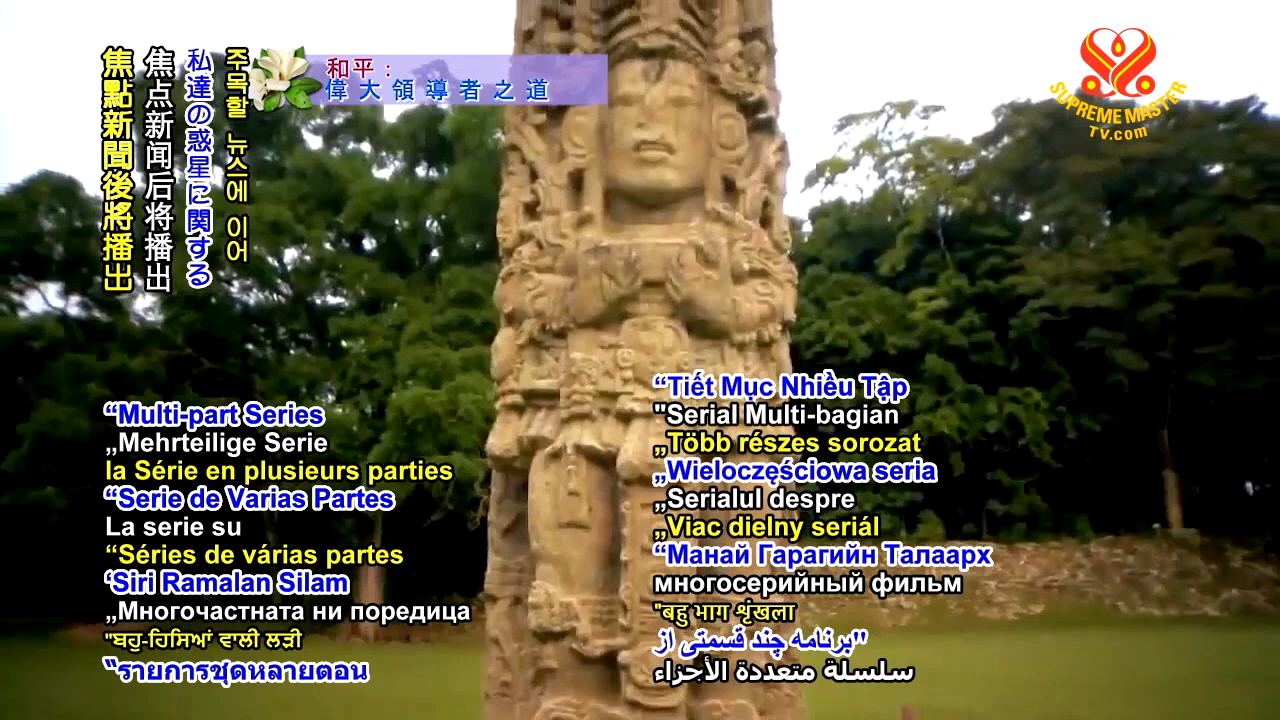 焦點新聞後將播出
焦点新闻后将播出
私達の惑星に関する
주목할 뉴스에 이어
和平：
偉大領導者之道
SUPREME MASTER
TV.com
“Multi-part Series
„Mehrteilige Serie
la Série en plusieurs parties
“Serie de Varias Partes
La serie su
“Séries de várias partes
‘Siri Ramalan Silam
„Многочастната ни поредица
"ਬਹੁ-ਹਿਸਿਆਂ ਵਾਲੀ ਲੜੀ
“รายการชุดหลายตอน
“Tiết Mục Nhiều Tập
"Serial Multi-bagian
„Több részes sorozat
„Wieloczęściowa seria
„Serialul despre
„Viac dielny seriál
“Манай Гарагийн Талаарх
многосерийный фильм
"बहु भाग शृंखला
"برنامه چند قسمتی از
سلسلة متعددة الأجزاء